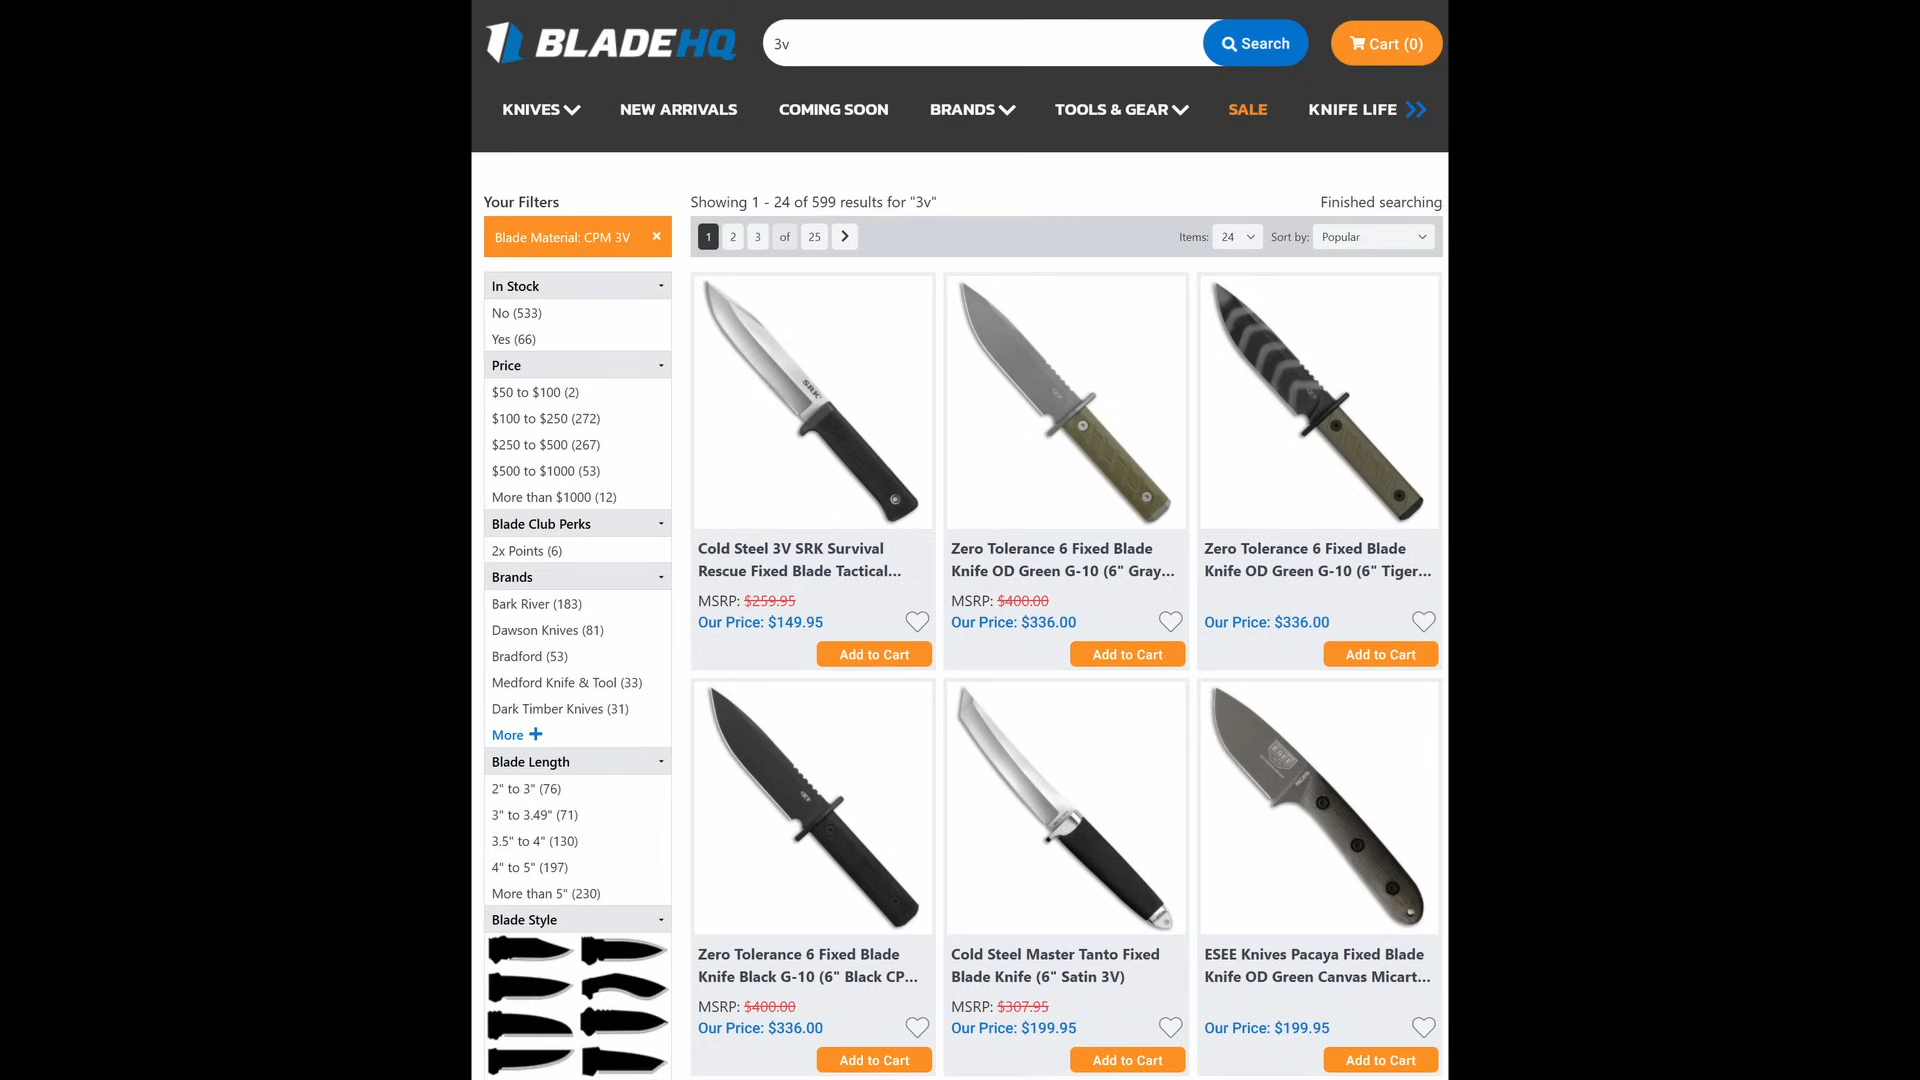 BLADEHQ
3v
Search
Cart (0)
KNIVES
NEW ARRIVALS
COMING SOON
BRANDS
TOOLS & GEAR
SALE
KNIFE LIFE
Your Filters
Blade Material: CPM 3V ×
In Stock
No (533)
Yes (66)
Price
$50 to $100 (2)
$100 to $250 (272)
$250 to $500 (267)
$500 to $1000 (53)
More than $1000 (12)
Blade Club Perks
2x Points (6)
Brands
Bark River (183)
Dawson Knives (81)
Bradford (53)
Medford Knife & Tool (33)
Dark Timber Knives (31)
More +
Blade Length
2" to 3" (76)
3" to 3.49" (71)
3.5" to 4" (130)
4" to 5" (197)
More than 5" (230)
Blade Style
Showing 1 - 24 of 599 results for "3v"
Finished searching
1 2 3 of 25
Items: 24
Sort by: Popular
SRK
Cold Steel 3V SRK Survival
Rescue Fixed Blade Tactical...
MSRP: $259.95
Our Price: $149.95
Add to Cart
Zero Tolerance 6 Fixed Blade
Knife OD Green G-10 (6" Gray...
MSRP: $400.00
Our Price: $336.00
Add to Cart
Zero Tolerance 6 Fixed Blade
Knife OD Green G-10 (6" Tiger...
Our Price: $336.00
Add to Cart
Zero Tolerance 6 Fixed Blade
Knife Black G-10 (6" Black CP...
MSRP: $400.00
Our Price: $336.00
Add to Cart
Cold Steel Master Tanto Fixed
Blade Knife (6" Satin 3V)
MSRP: $307.95
Our Price: $199.95
Add to Cart
ESEE
PACAYA
ESEE Knives Pacaya Fixed Blade
Knife OD Green Canvas Micart...
Our Price: $199.95
Add to Cart